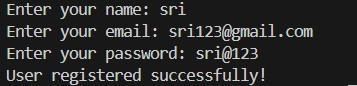 Enter your name: sri
Enter your email: sri123@gmail.com
Enter your password: sri@123
User registered successfully!